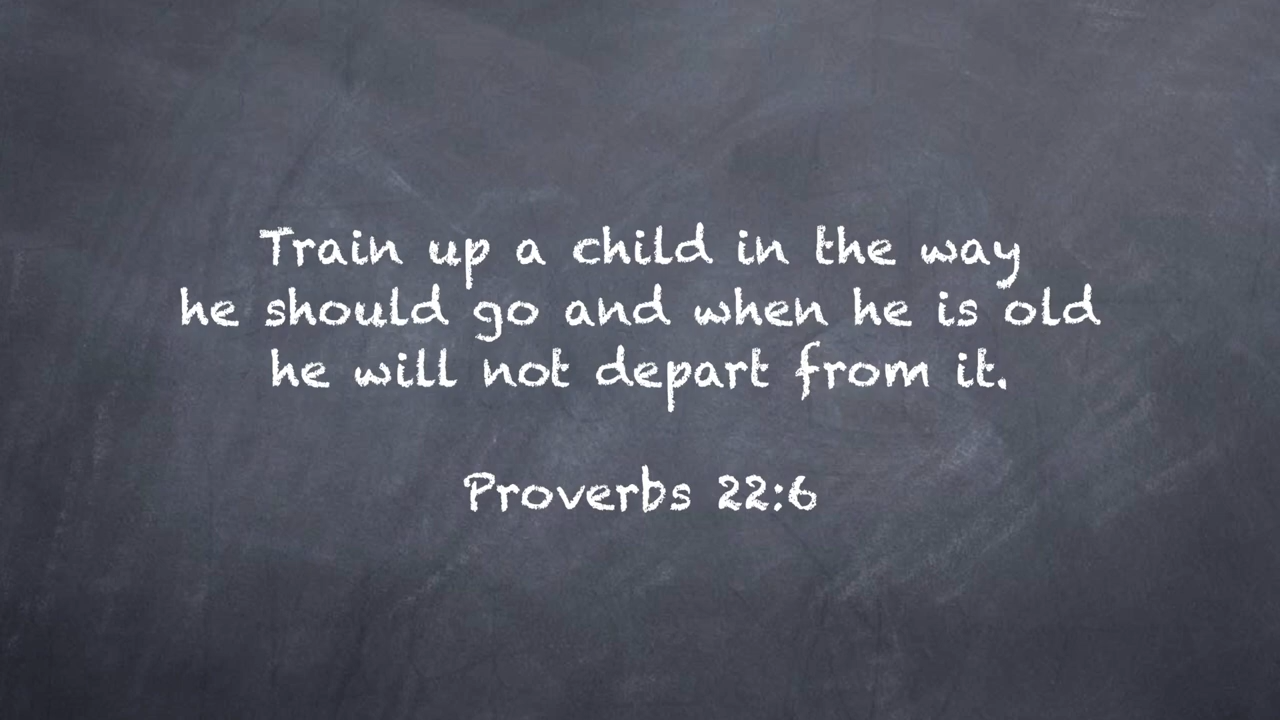 Train up a child in the way
he should go and when he is old
he will not depart from it.
Proverbs 22:6